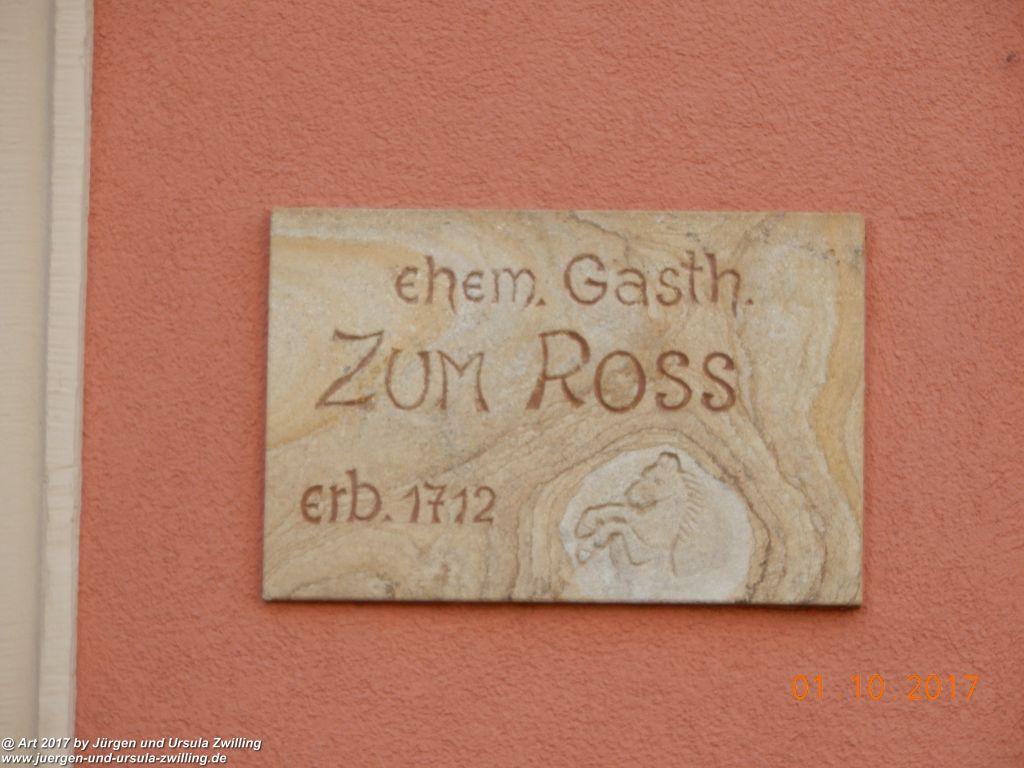 ehem. Gasth.
Zum Ross
erb. 1712
01 10 2017
@ Art 2017 by Jürgen und Ursula Zwilling
www.juergen-und-ursula-zwilling.de